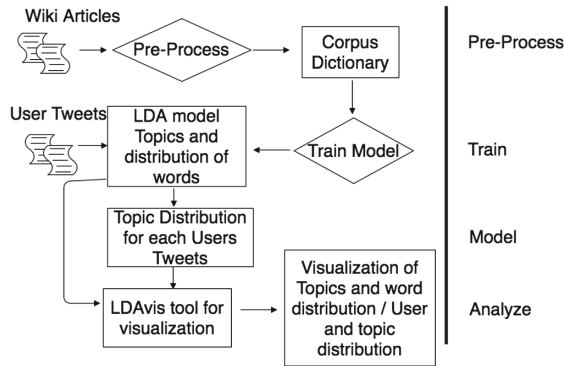 Wiki Articles
Pre-Process
Corpus
Dictionary
Pre-Process
User Tweets
LDA model
Topics and
distribution of
words
Train Model
Train
Topic Distribution
for each Users
Tweets
Model
LDAvis tool for
visualization
Visualization of
Topics and word
distribution / User
and topic
distribution
Analyze